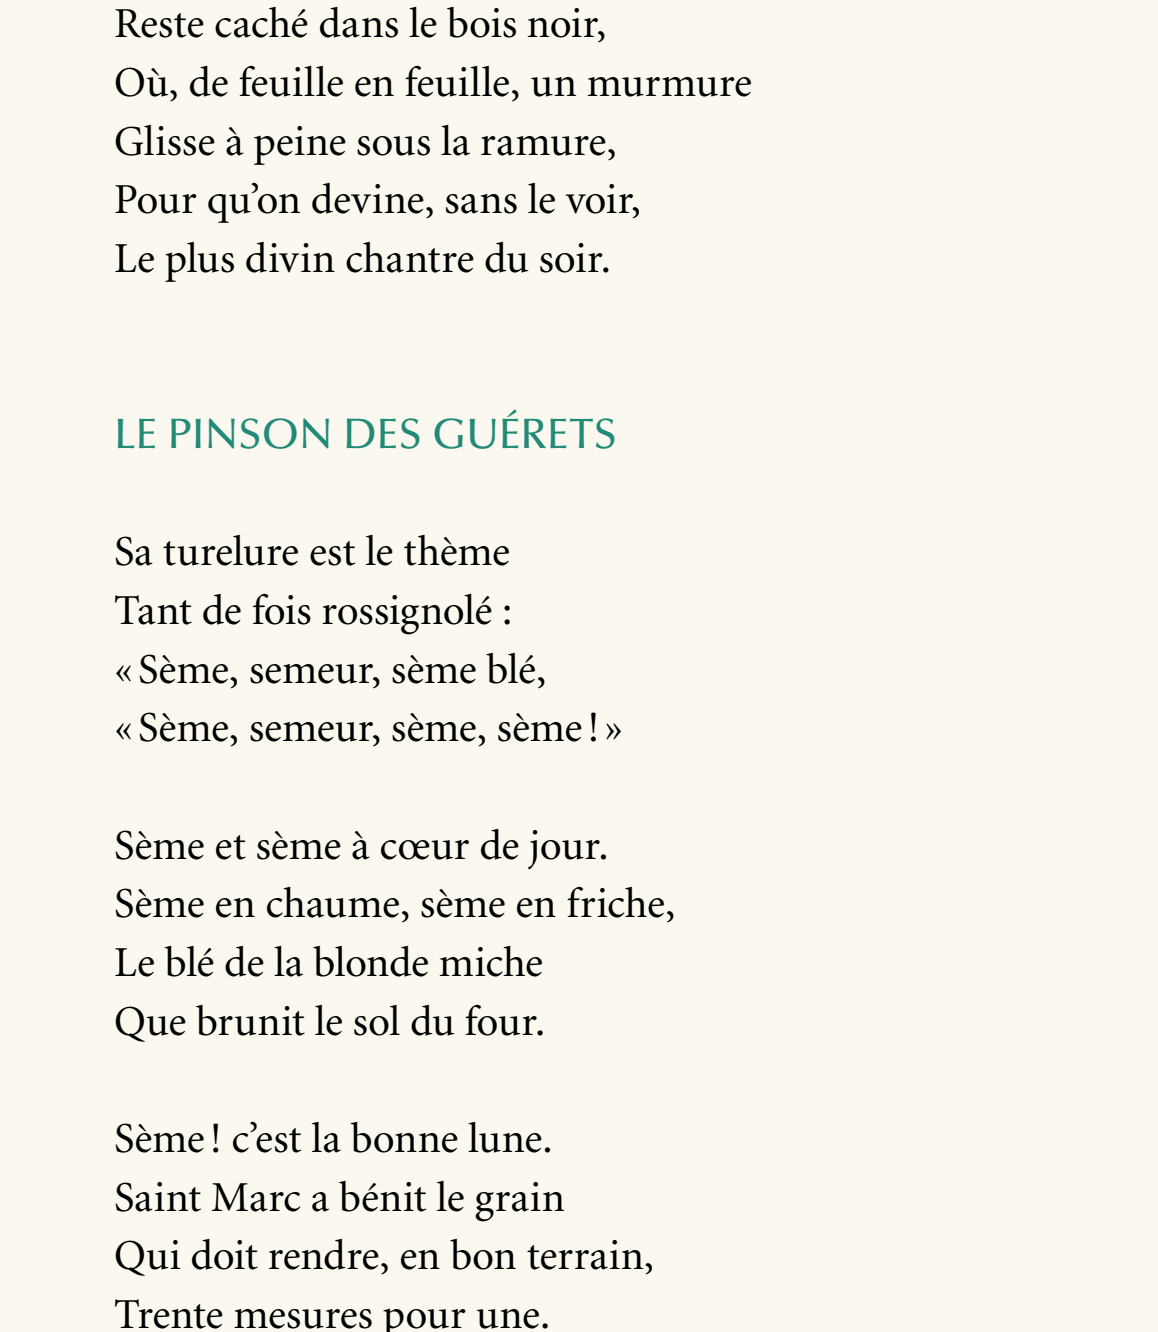 Reste caché dans le bois noir,
Où, de feuille en feuille, un murmure
Glisse à peine sous la ramure,
Pour qu’on devine, sans le voir,
Le plus divin chantre du soir.
LE PINSON DES GUÉRETS
Sa turelure est le thème
Tant de fois rossignolé :
« Sème, semeur, sème blé,
« Sème, semeur, sème, sème ! »
Sème et sème à cœur de jour.
Sème en chaume, sème en friche,
Le blé de la blonde miche
Que brunit le sol du four.
Sème ! c’est la bonne lune.
Saint Marc a bénit le grain
Qui doit rendre, en bon terrain,
Trente mesures pour une.